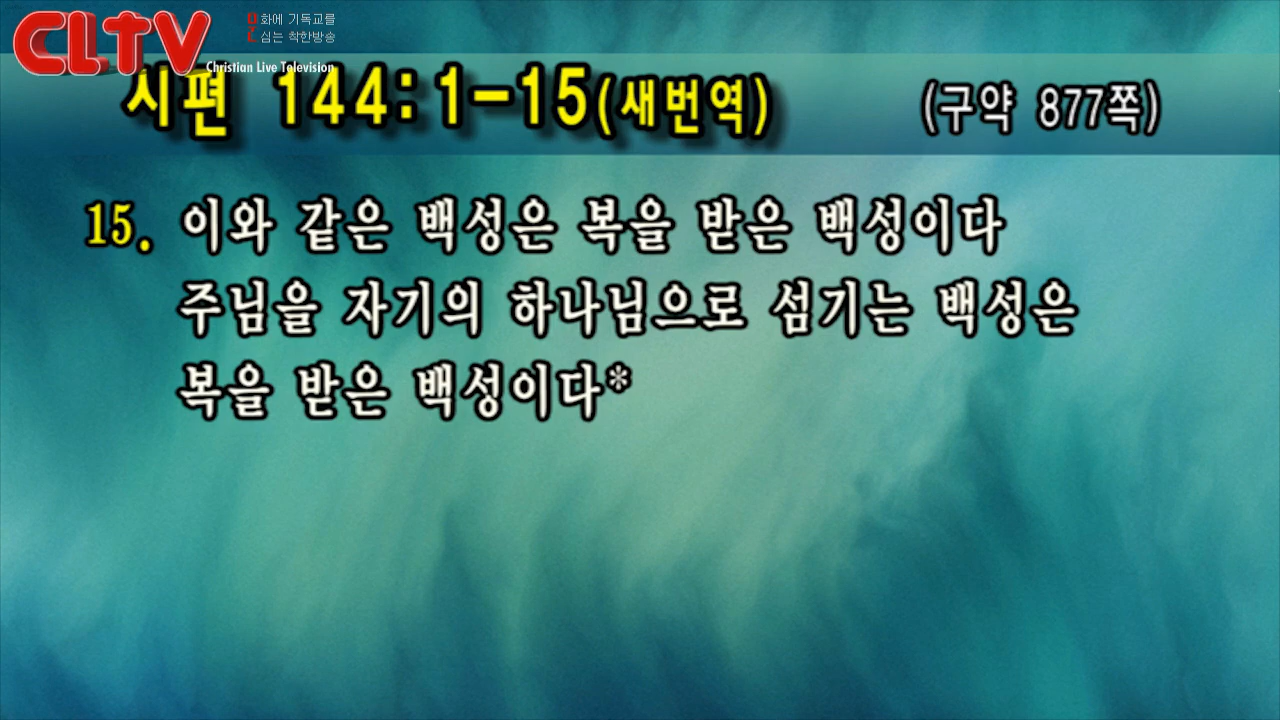 CLTV
문화에 기독교를
심는 착한방송
Christian Live Television
시편 144:1-15(새번역)
(구약 877쪽)
15. 이와 같은 백성은 복을 받은 백성이다
주님을 자기의 하나님으로 섬기는 백성은
복을 받은 백성이다*